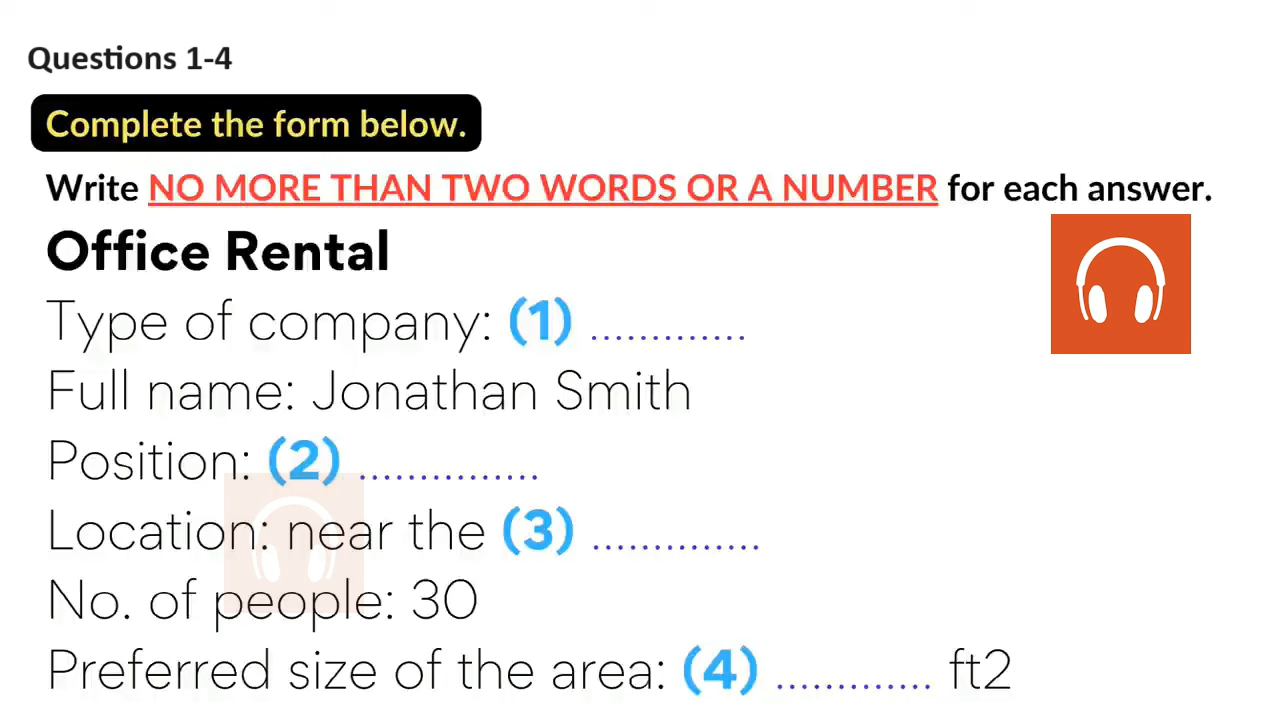 Questions 1-4
Complete the form below.
Write NO MORE THAN TWO WORDS OR A NUMBER for each answer.
Office Rental
Type of company: (1) .............
Full name: Jonathan Smith
Position: (2) ...............
Location: near the (3) ..............
No. of people: 30
Preferred size of the area: (4) ............. ft2